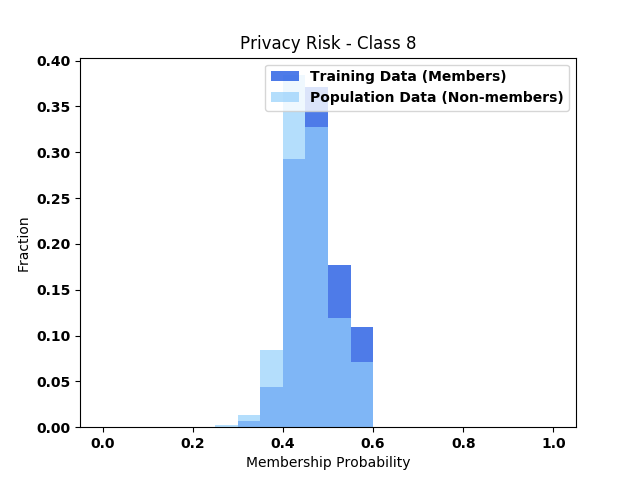 Privacy Risk - Class 8
Training Data (Members)
Population Data (Non-members)
Fraction
0.40
0.35
0.30
0.25
0.20
0.15
0.10
0.05
0.00
0.0 0.2 0.4 0.6 0.8 1.0
Membership Probability